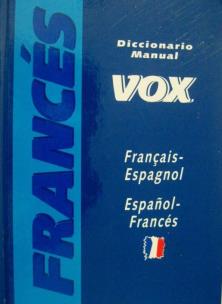 FRANCÉS
Diccionario
Manual
VOX
Français-
Espagnol
Español-
Francés